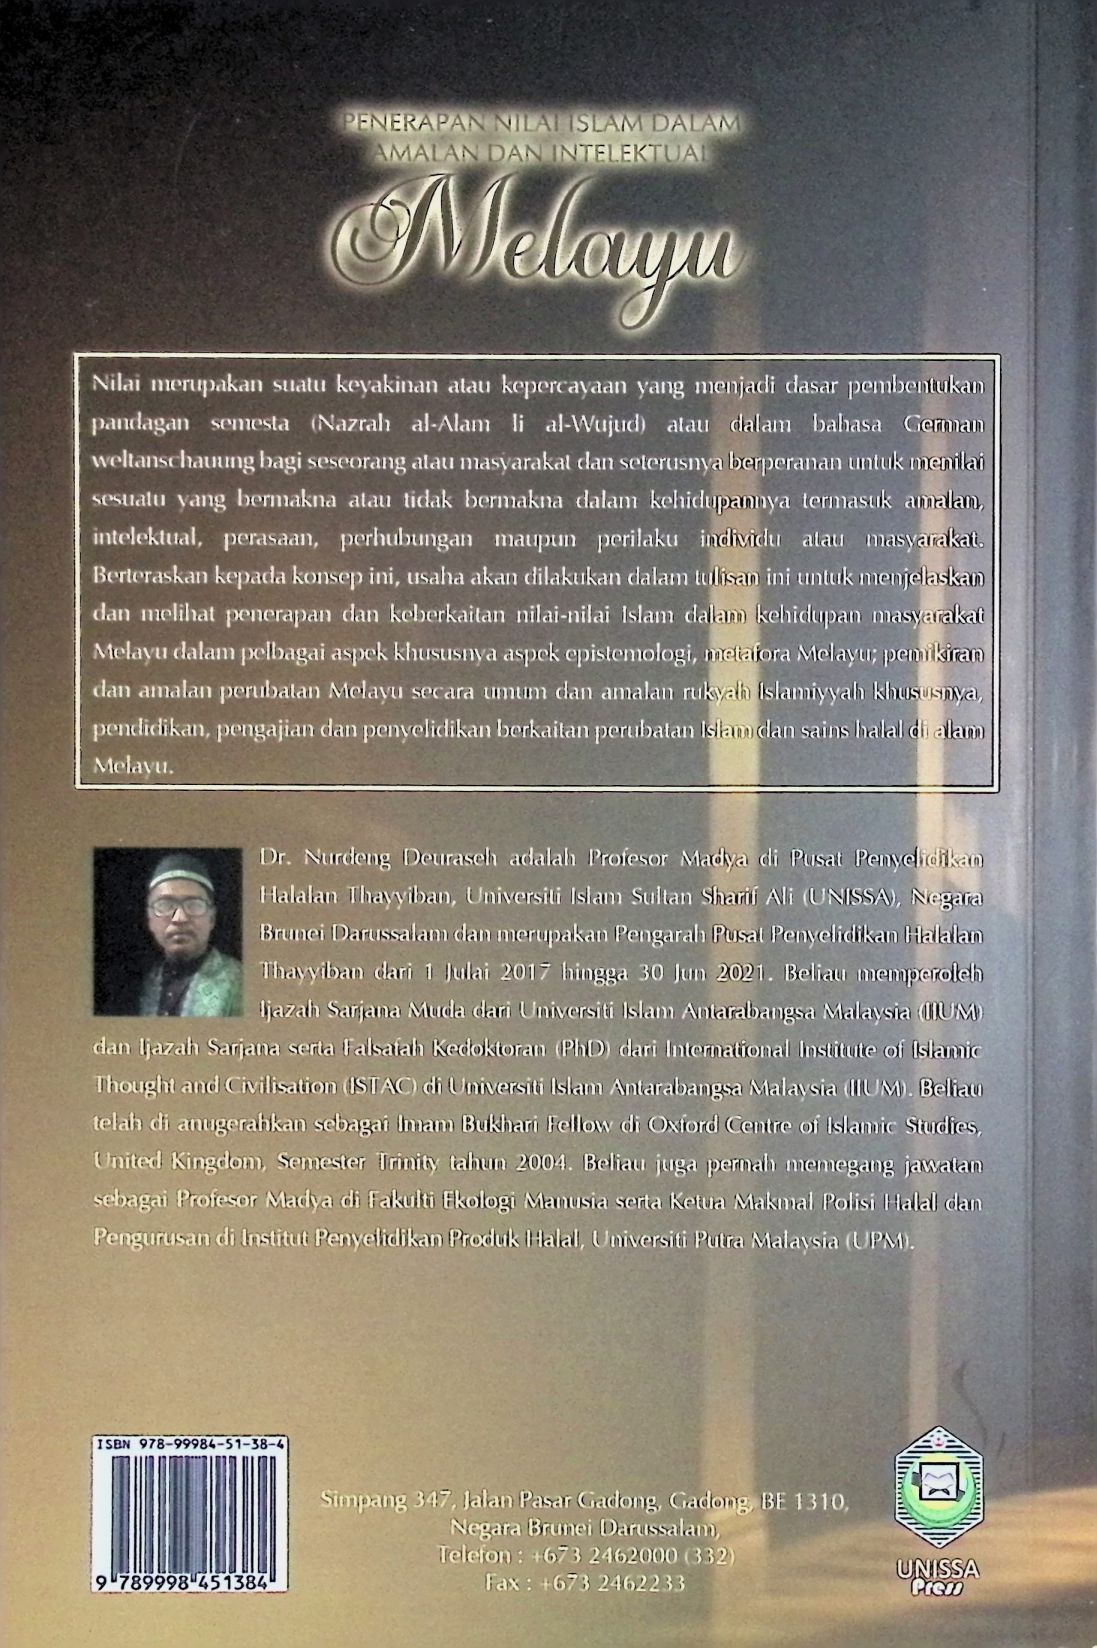 PENERAPAN NILAI ISLAM DALAM
AMALAN DAN INTELEKTUAL
Melayu
Nilai merupakan suatu keyakinan atau kepercayaan yang menjadi dasar pembentukan
pandagan semesta (Nazrah al-Alam li al-Wujud) atau dalam bahasa German
weltanschauung bagi seseorang atau masyarakat dan seterusnya berperanan untuk menilai
sesuatu yang bermakna atau tidak bermakna dalam kehidupannya termasuk amalan,
intelektual, perasaan, perhubungan maupun perilaku individu atau masyarakat.
Berteraskan kepada konsep ini, usaha akan dilakukan dalam tulisan ini untuk menjelaskan
dan melihat penerapan dan keberkaitan nilai-nilai Islam dalam kehidupan masyarakat
Melayu dalam pelbagai aspek khususnya aspek epistemologi, metafora Melayu; pemikiran
dan amalan perubatan Melayu secara umum dan amalan rukyah Islamiyyah khususnya,
pendidikan, pengajian dan penyelidikan berkaitan perubatan Islam dan sains halal di alam
Melayu.
Dr. Nurdeng Deuraseh adalah Profesor Madya di Pusat Penyelidikan
Halalan Thayyiban, Universiti Islam Sultan Sharif Ali (UNISSA), Negara
Brunei Darussalam dan merupakan Pengarah Pusat Penyelidikan Halalan
Thayyiban dari 1 Julai 2017 hingga 30 Jun 2021. Beliau memperoleh
Ijazah Sarjana Muda dari Universiti Islam Antarabangsa Malaysia (IIUM)
dan Ijazah Sarjana serta Falsafah Kedoktoran (PhD) dari International Institute of Islamic
Thought and Civilisation (ISTAC) di Universiti Islam Antarabangsa Malaysia (IIUM). Beliau
telah di anugerahkan sebagai Imam Bukhari Fellow di Oxford Centre of Islamic Studies,
United Kingdom, Semester Trinity tahun 2004. Beliau juga pernah memegang jawatan
sebagai Profesor Madya di Fakulti Ekologi Manusia serta Ketua Makmal Polisi Halal dan
Pengurusan di Institut Penyelidikan Produk Halal, Universiti Putra Malaysia (UPM).
ISBN 978-99984-51-38-4
9 789998 451384
Simpang 347, Jalan Pasar Gadong, Gadong, BE 1310,
Negara Brunei Darussalam,
Telefon : +673 2462000 (332)
Fax : +673 2462233
UNISSA
Press